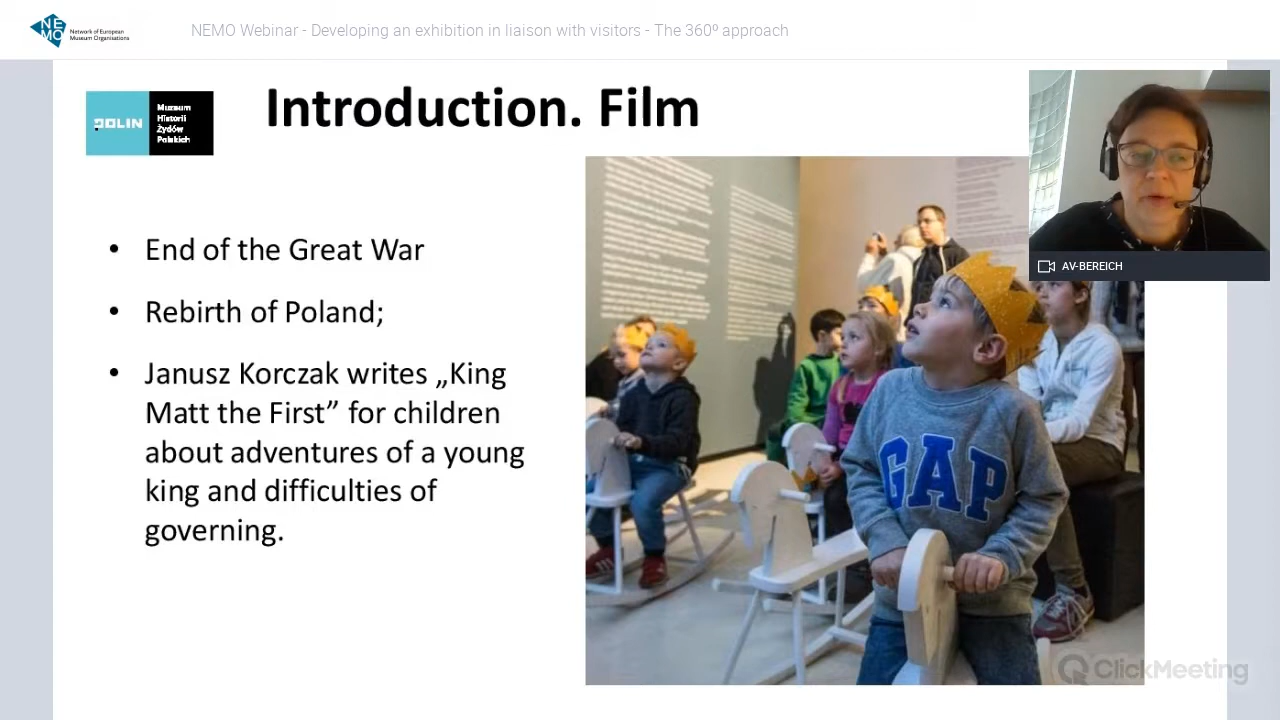 NE
MO
Network of European
Museum Organisations
NEMO Webinar - Developing an exhibition in liaison with visitors - The 360º approach
POLIN
Muzeum
Historii
Żydów
Polskich
Introduction. Film
• End of the Great War
• Rebirth of Poland;
• Janusz Korczak writes „King
Matt the First” for children
about adventures of a young
king and difficulties of
governing.
GAP
AV-BEREICH
ClickMeeting